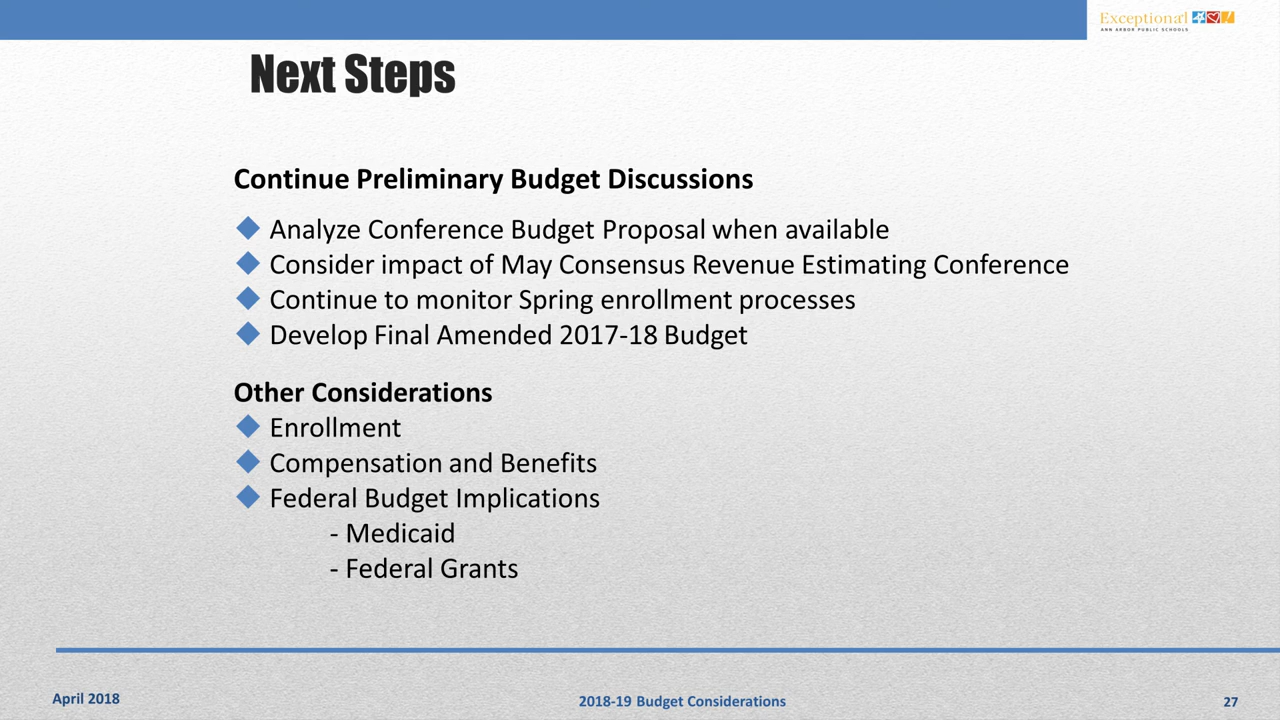 Exceptional
ANN ARBOR PUBLIC SCHOOLS
Next Steps
Continue Preliminary Budget Discussions
Analyze Conference Budget Proposal when available
Consider impact of May Consensus Revenue Estimating Conference
Continue to monitor Spring enrollment processes
Develop Final Amended 2017-18 Budget
Other Considerations
Enrollment
Compensation and Benefits
Federal Budget Implications
- Medicaid
- Federal Grants
April 2018
2018-19 Budget Considerations
27